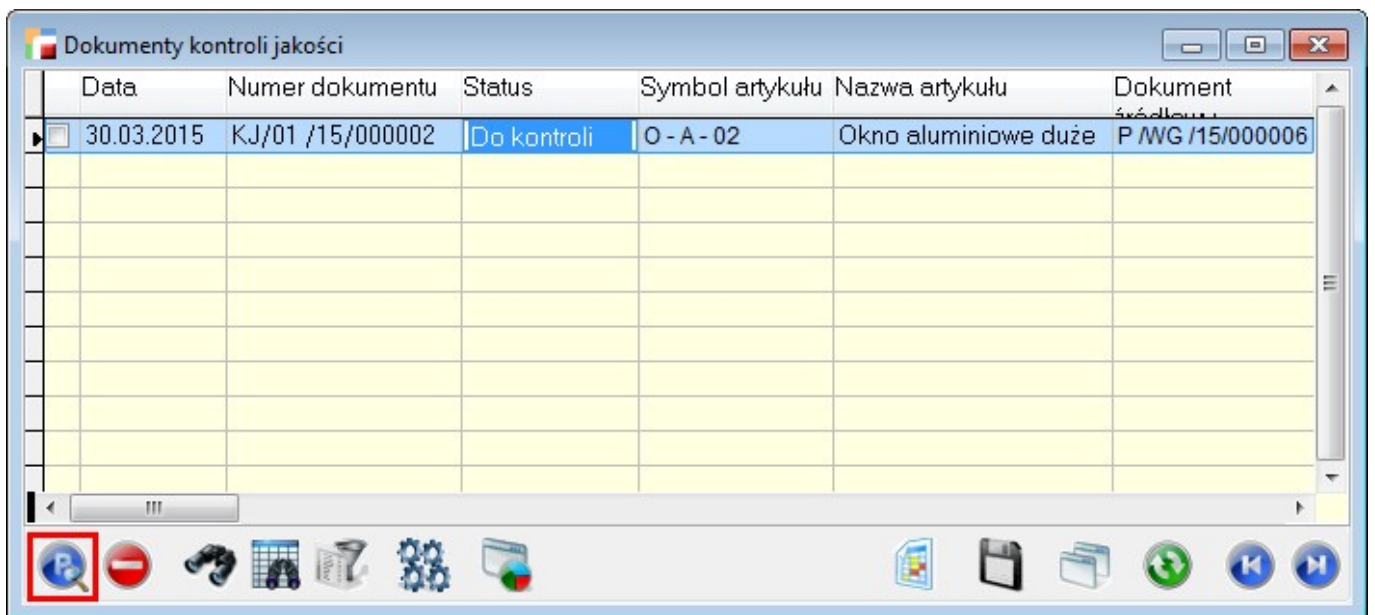 Dokumenty kontroli jakości
Data Numer dokumentu Status Symbol artykułu Nazwa artykułu Dokument
30.03.2015 KJ/01 /15/000002 Do kontroli O - A - 02 Okno aluminiowe duże P /WG /15/000006
P